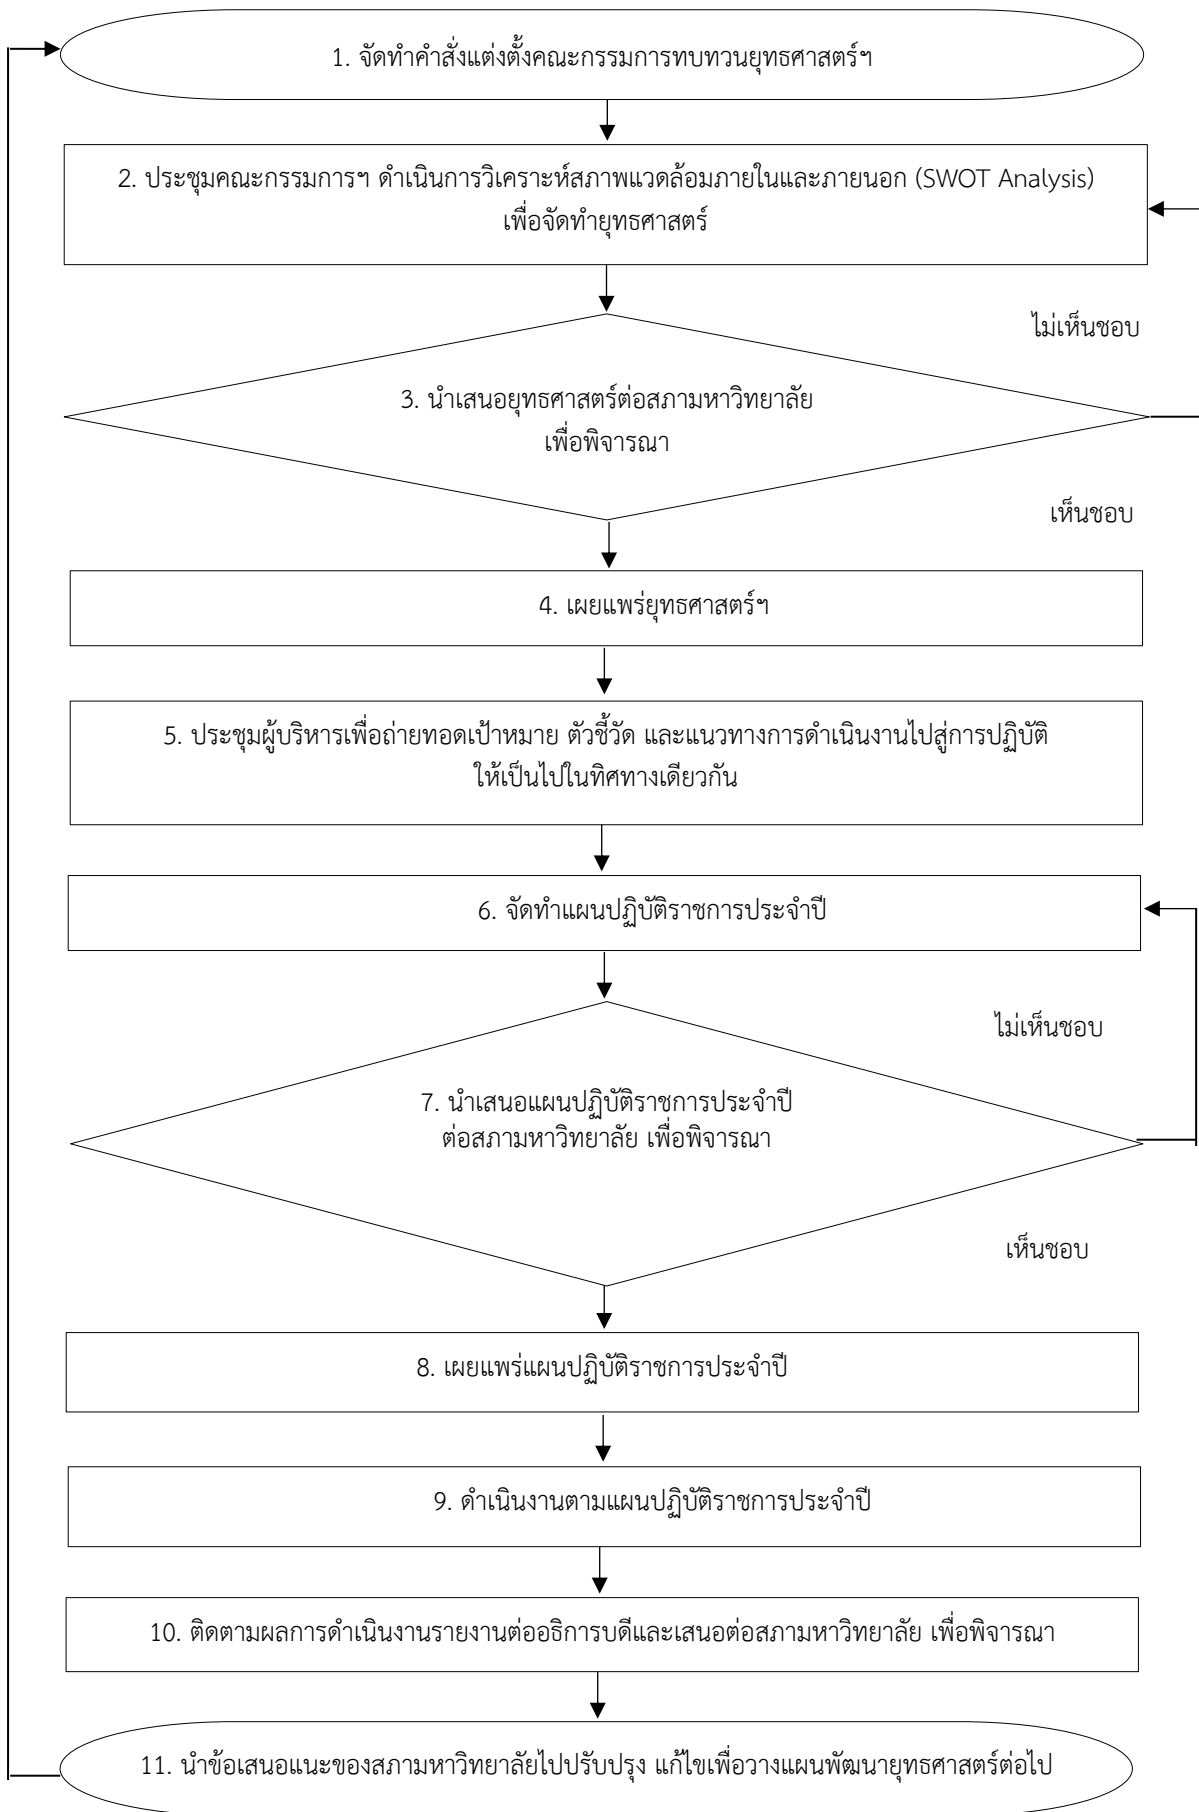 1. จัดทำคำสั่งแต่งตั้งคณะกรรมการทบทวนยุทธศาสตร์ฯ
2. ประชุมคณะกรรมการฯ ดำเนินการวิเคราะห์สภาพแวดล้อมภายในและภายนอก (SWOT Analysis)
เพื่อจัดทำยุทธศาสตร์
ไม่เห็นชอบ
3. นำเสนอยุทธศาสตร์ต่อสภามหาวิทยาลัย
เพื่อพิจารณา
เห็นชอบ
4. เผยแพร่ยุทธศาสตร์ฯ
5. ประชุมผู้บริหารเพื่อถ่ายทอดเป้าหมาย ตัวชี้วัด และแนวทางการดำเนินงานไปสู่การปฏิบัติ
ให้เป็นไปในทิศทางเดียวกัน
6. จัดทำแผนปฏิบัติราชการประจำปี
ไม่เห็นชอบ
7. นำเสนอแผนปฏิบัติราชการประจำปี
ต่อสภามหาวิทยาลัย เพื่อพิจารณา
เห็นชอบ
8. เผยแพร่แผนปฏิบัติราชการประจำปี
9. ดำเนินงานตามแผนปฏิบัติราชการประจำปี
10. ติดตามผลการดำเนินงานรายงานต่ออธิการบดีและเสนอต่อสภามหาวิทยาลัย เพื่อพิจารณา
11. นำข้อเสนอแนะของสภามหาวิทยาลัยไปปรับปรุง แก้ไขเพื่อวางแผนพัฒนายุทธศาสตร์ต่อไป